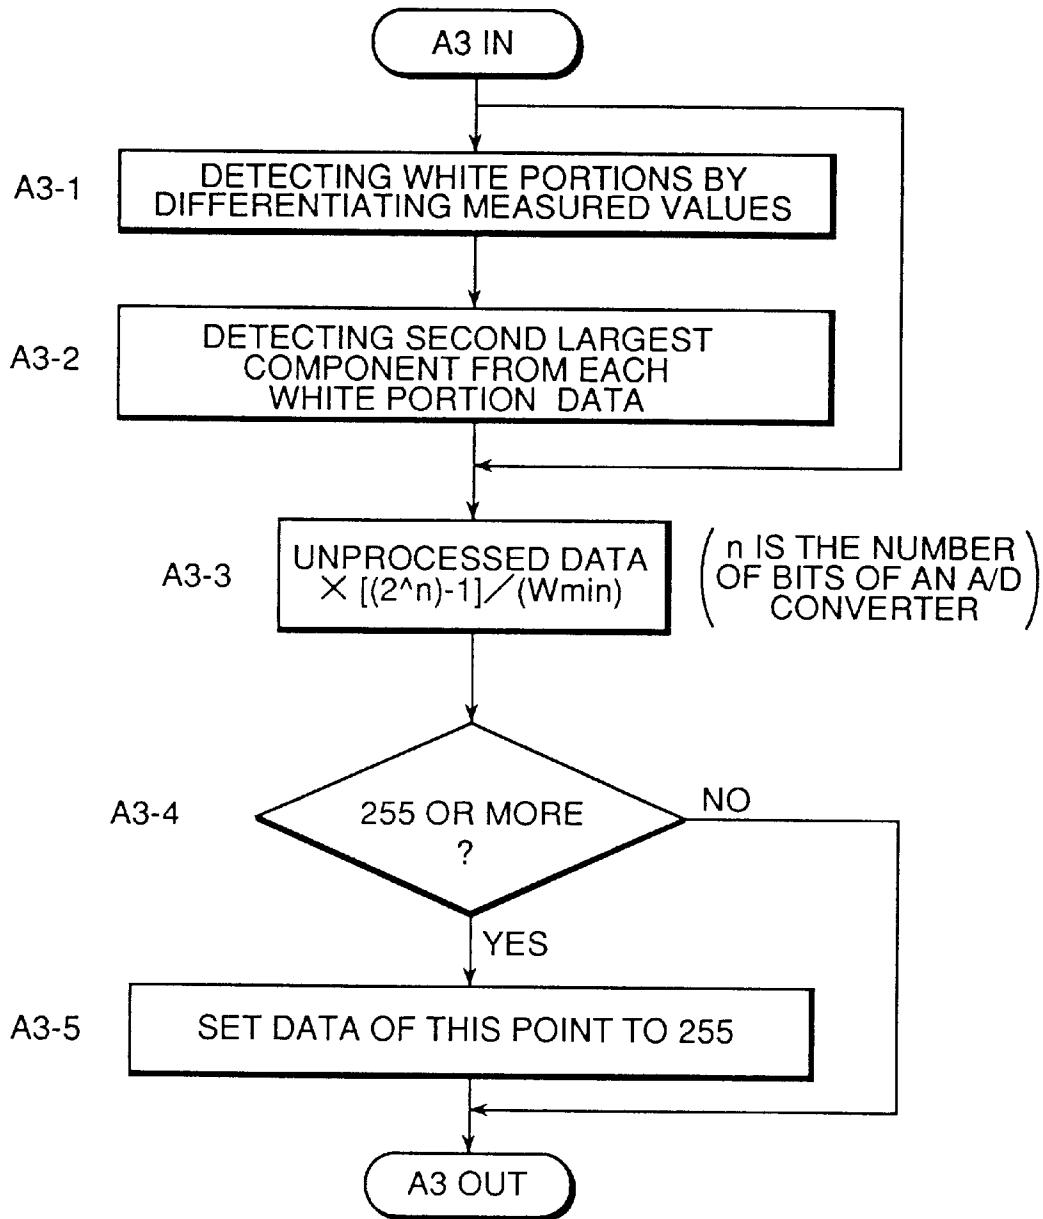 A3 IN
A3-1
DETECTING WHITE PORTIONS BY
DIFFERENTIATING MEASURED VALUES
A3-2
DETECTING SECOND LARGEST
COMPONENT FROM EACH
WHITE PORTION DATA
A3-3
UNPROCESSED DATA
× [(2^n)-1]/(Wmin)
(n IS THE NUMBER
OF BITS OF AN A/D
CONVERTER)
A3-4
255 OR MORE
?
NO
YES
A3-5
SET DATA OF THIS POINT TO 255
A3 OUT